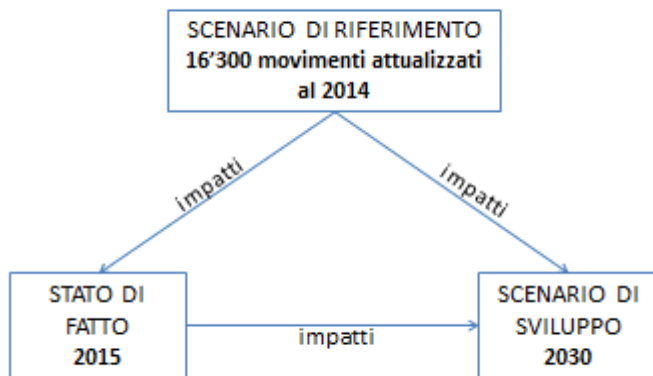 SCENARIO DI RIFERIMENTO
16’300 movimenti attualizzati
al 2014
impatti
impatti
STATO DI
FATTO
2015
impatti
SCENARIO DI
SVILUPPO
2030